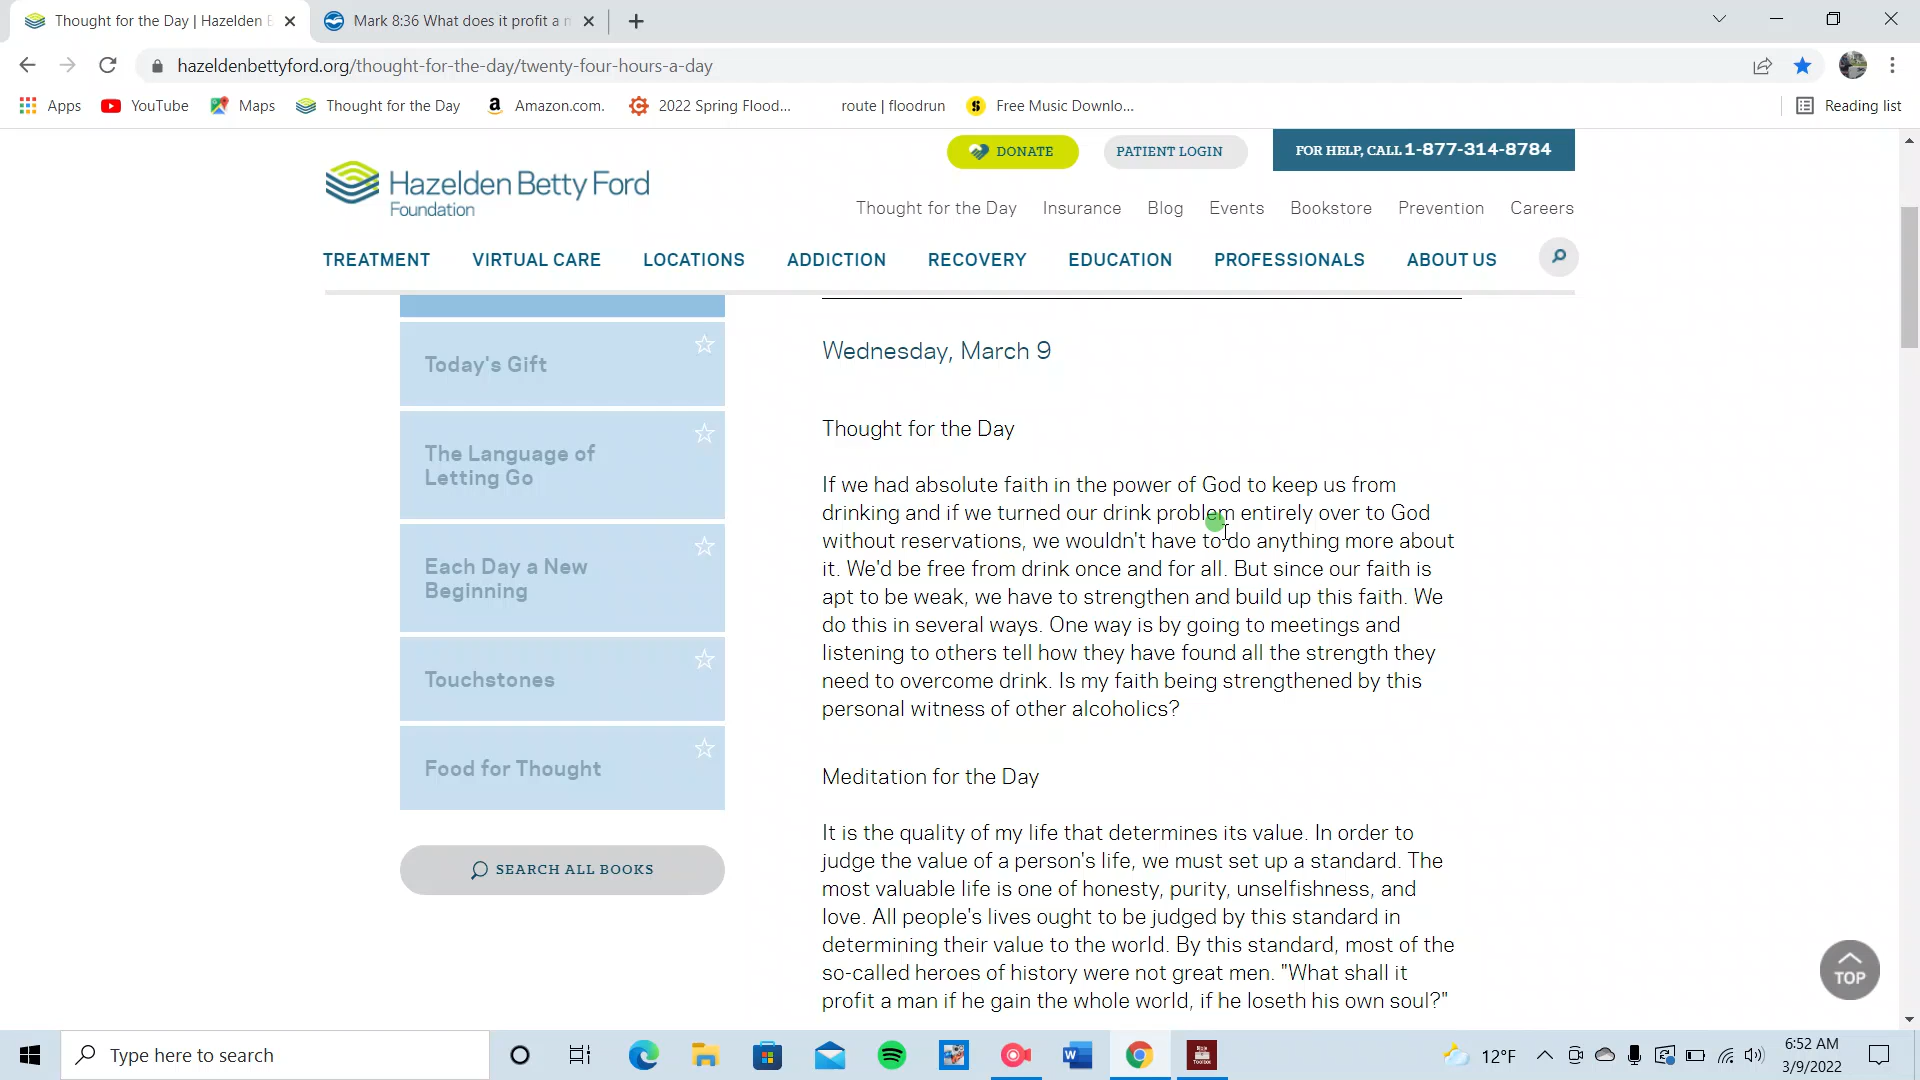 Thought for the Day | Hazelden
Mark 8:36 What does it profit a
hazeldenbettyford.org/thought-for-the-day/twenty-four-hours-a-day
Apps YouTube Maps Thought for the Day Amazon.com. 2022 Spring Flood... route | floodrun Free Music Downlo... Reading list
DONATE PATIENT LOGIN FOR HELP, CALL 1-877-314-8784
Hazelden Betty Ford
Foundation
Thought for the Day Insurance Blog Events Bookstore Prevention Careers
TREATMENT VIRTUAL CARE LOCATIONS ADDICTION RECOVERY EDUCATION PROFESSIONALS ABOUT US
Today's Gift
The Language of
Letting Go
Each Day a New
Beginning
Touchstones
Food for Thought
SEARCH ALL BOOKS
Wednesday, March 9
Thought for the Day
If we had absolute faith in the power of God to keep us from
drinking and if we turned our drink problem entirely over to God
without reservations, we wouldn't have to do anything more about
it. We'd be free from drink once and for all. But since our faith is
apt to be weak, we have to strengthen and build up this faith. We
do this in several ways. One way is by going to meetings and
listening to others tell how they have found all the strength they
need to overcome drink. Is my faith being strengthened by this
personal witness of other alcoholics?
Meditation for the Day
It is the quality of my life that determines its value. In order to
judge the value of a person's life, we must set up a standard. The
most valuable life is one of honesty, purity, unselfishness, and
love. All people's lives ought to be judged by this standard in
determining their value to the world. By this standard, most of the
so-called heroes of history were not great men. "What shall it
profit a man if he gain the whole world, if he loseth his own soul?"
TOP
Type here to search
12°F
6:52 AM
3/9/2022